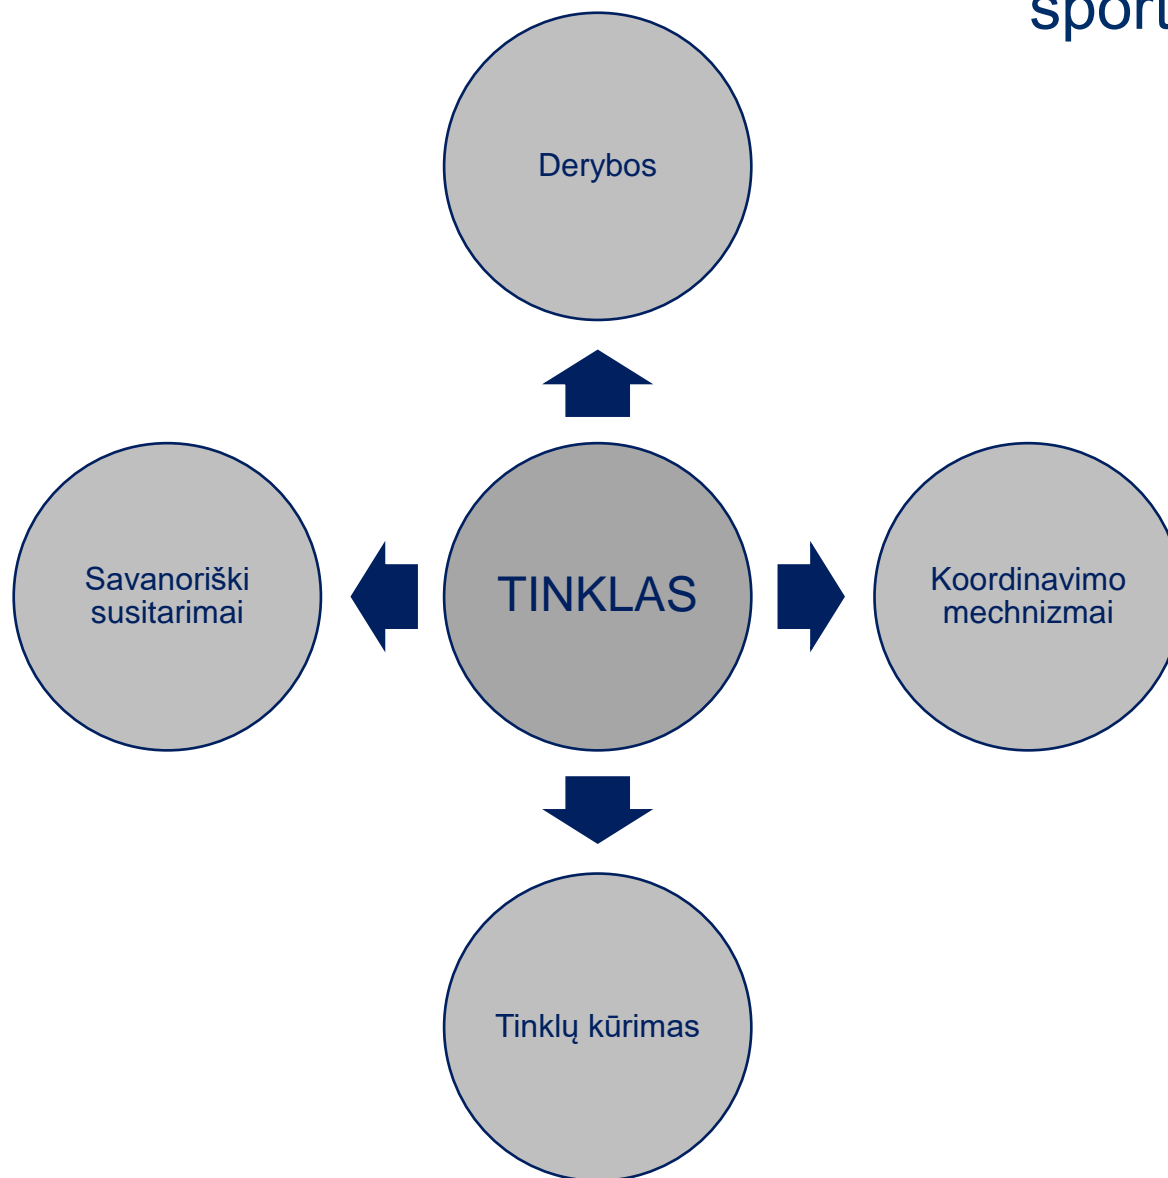 Derybos
Savanoriški
susitarimai
TINKLAS
Koordinavimo
mechnizmai
Tinklų kūrimas